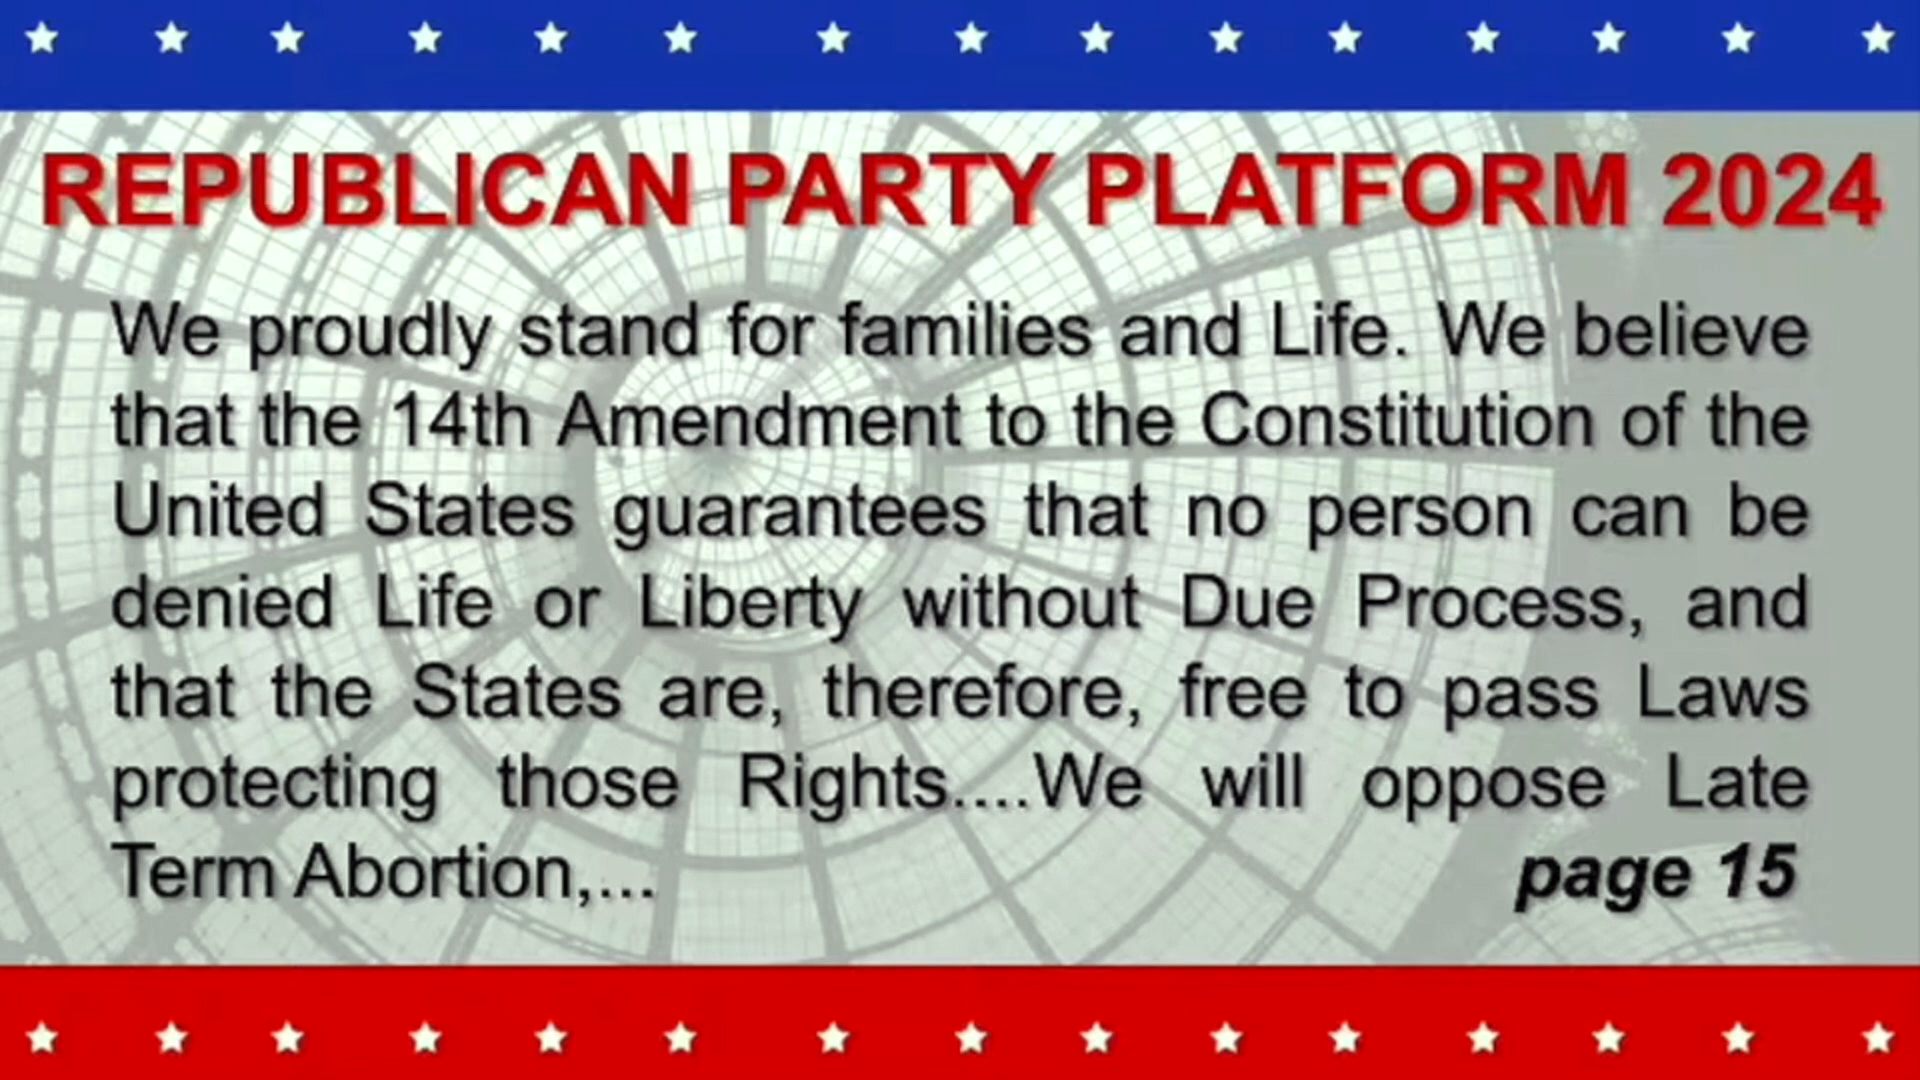 REPUBLICAN PARTY PLATFORM 2024
We proudly stand for families and Life. We believe
that the 14th Amendment to the Constitution of the
United States guarantees that no person can be
denied Life or Liberty without Due Process, and
that the States are, therefore, free to pass Laws
protecting those Rights....We will oppose Late
Term Abortion,... page 15